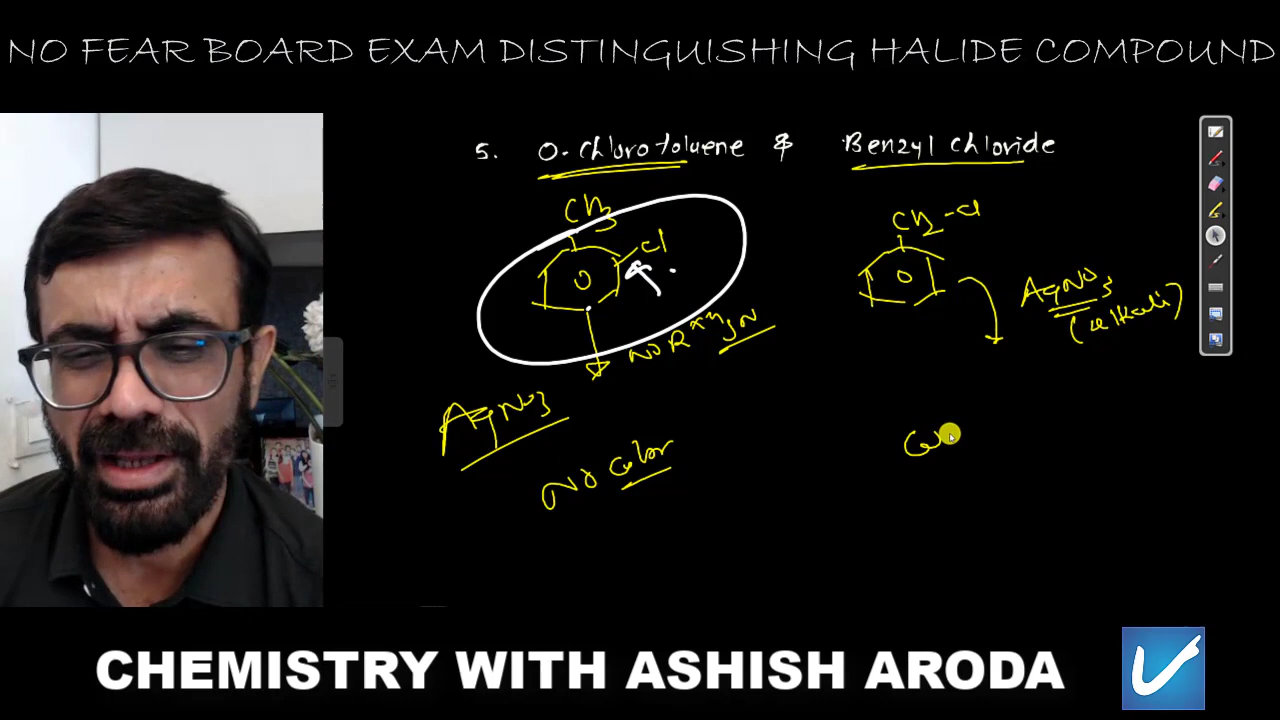 NO FEAR BOARD EXAM DISTINGUISHING HALIDE COMPOUND
5. O-Chlorotoluene & Benzyl Chloride
CH3
Cl
CH2-Cl
AgNO3
(alkali)
NO Rxn
AgNO3
No color
CHEMISTRY WITH ASHISH ARODA